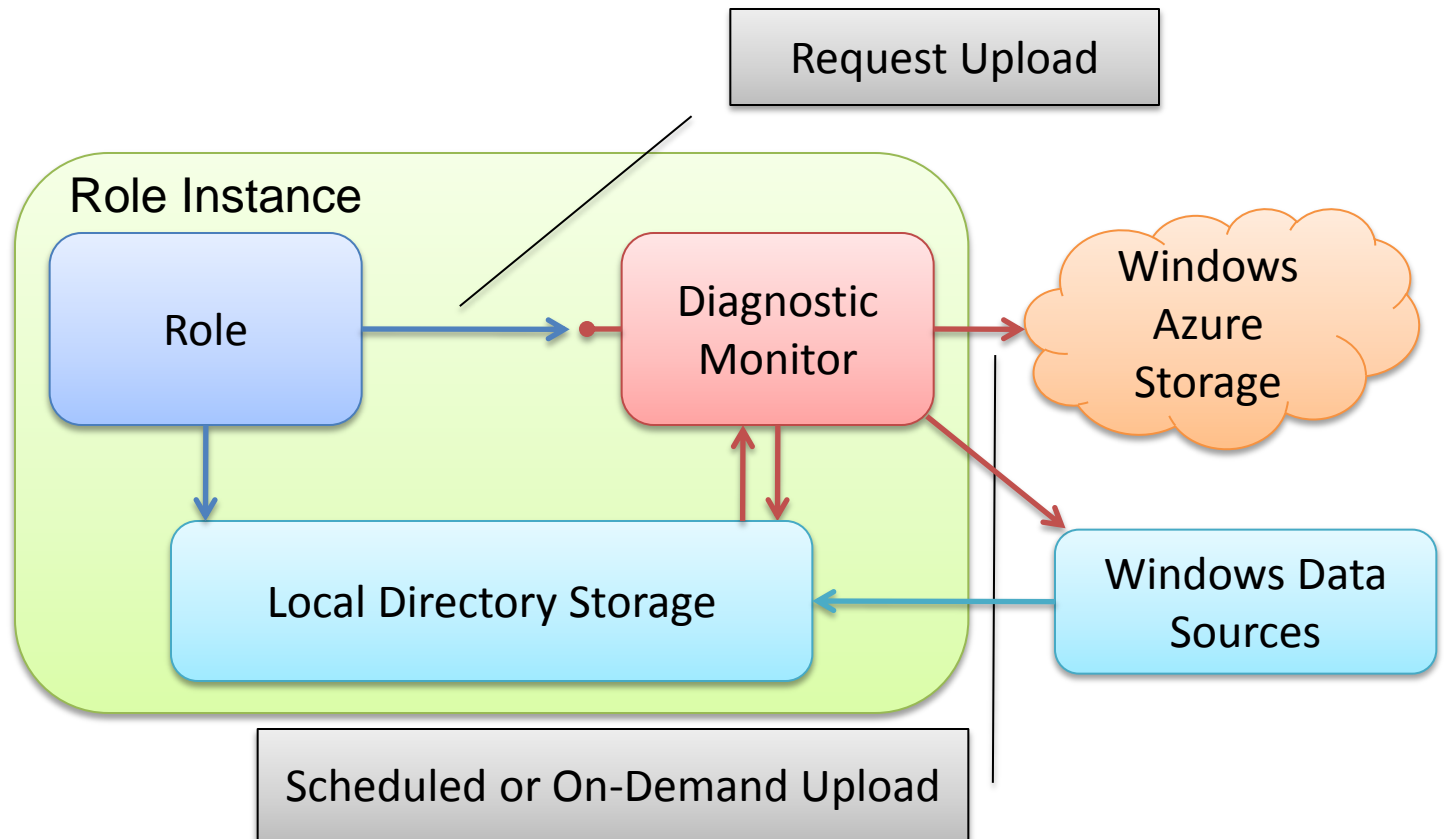 Request Upload
Role Instance
Role
Diagnostic
Monitor
Windows
Azure
Storage
Local Directory Storage
Windows Data
Sources
Scheduled or On-Demand Upload